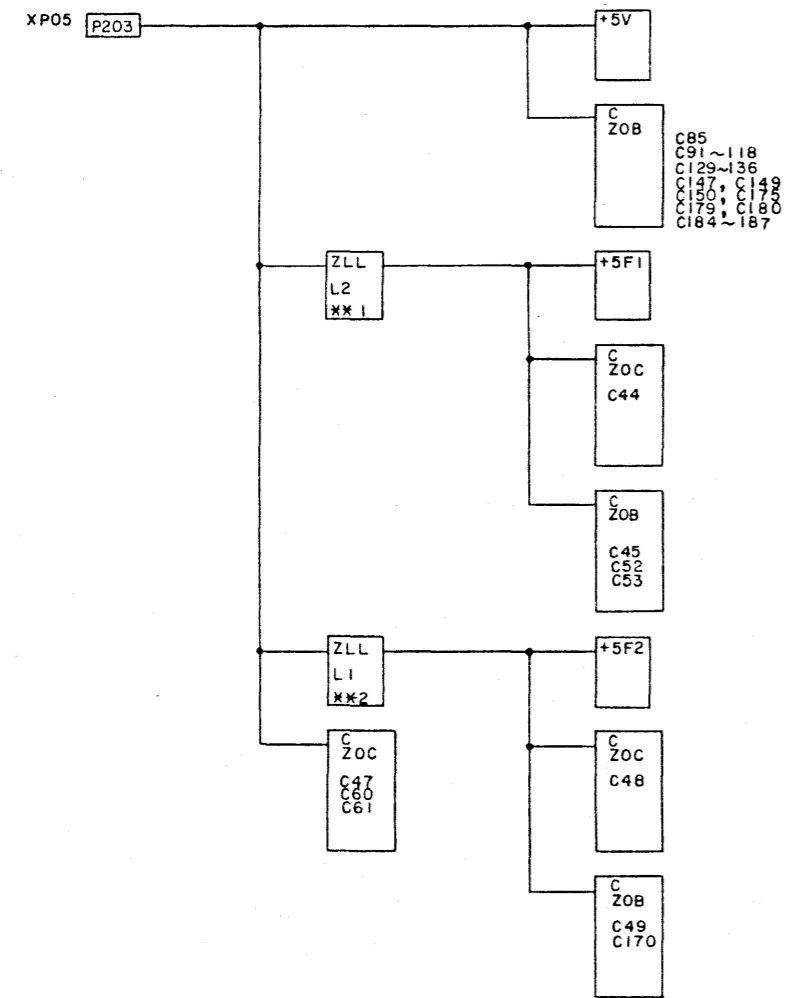 XP05 P203
+5V
C
ZOB
C85
C91~118
C129~136
C147, C149
C150, C175
C179, C180
C184~187
ZLL
L2
**1
+5F1
C
ZOC
C44
C
ZOB
C45
C52
C53
ZLL
L1
**2
+5F2
C
ZOC
C47
C60
C61
C
ZOC
C48
C
ZOB
C49
C170